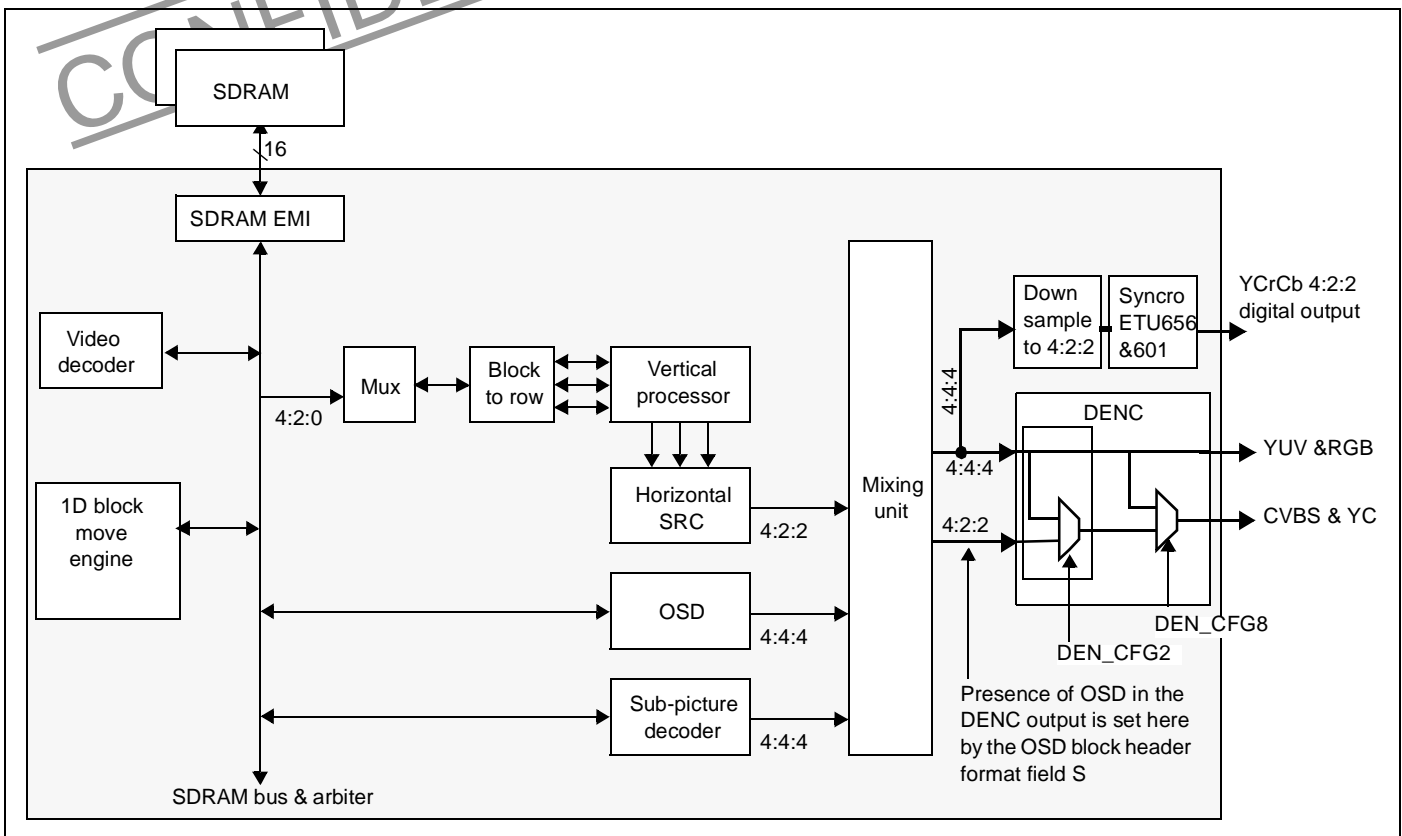 CONFIDE
SDRAM
16
SDRAM EMI
Video
decoder
4:2:0
Mux
Block
to row
Vertical
processor
Horizontal
SRC
4:2:2
1D block
move
engine
OSD
4:4:4
Sub-picture
decoder
4:4:4
SDRAM bus & arbiter
Mixing
unit
4:4:4
4:4:4
4:2:2
Down
sample
to 4:2:2
Syncro
ETU656
&601
YCrCb 4:2:2
digital output
DENC
YUV &RGB
CVBS & YC
DEN_CFG8
DEN_CFG2
Presence of OSD in the
DENC output is set here
by the OSD block header
format field S